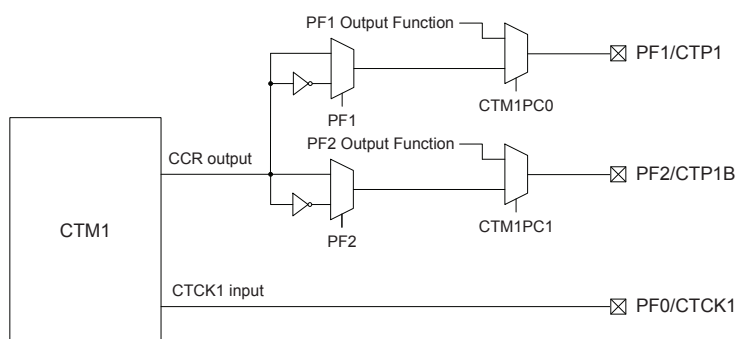 PF1 Output Function
PF1/CTP1
PF1
CTM1PC0
PF2 Output Function
CCR output
PF2/CTP1B
PF2
CTM1PC1
CTM1
CTCK1 input
PF0/CTCK1